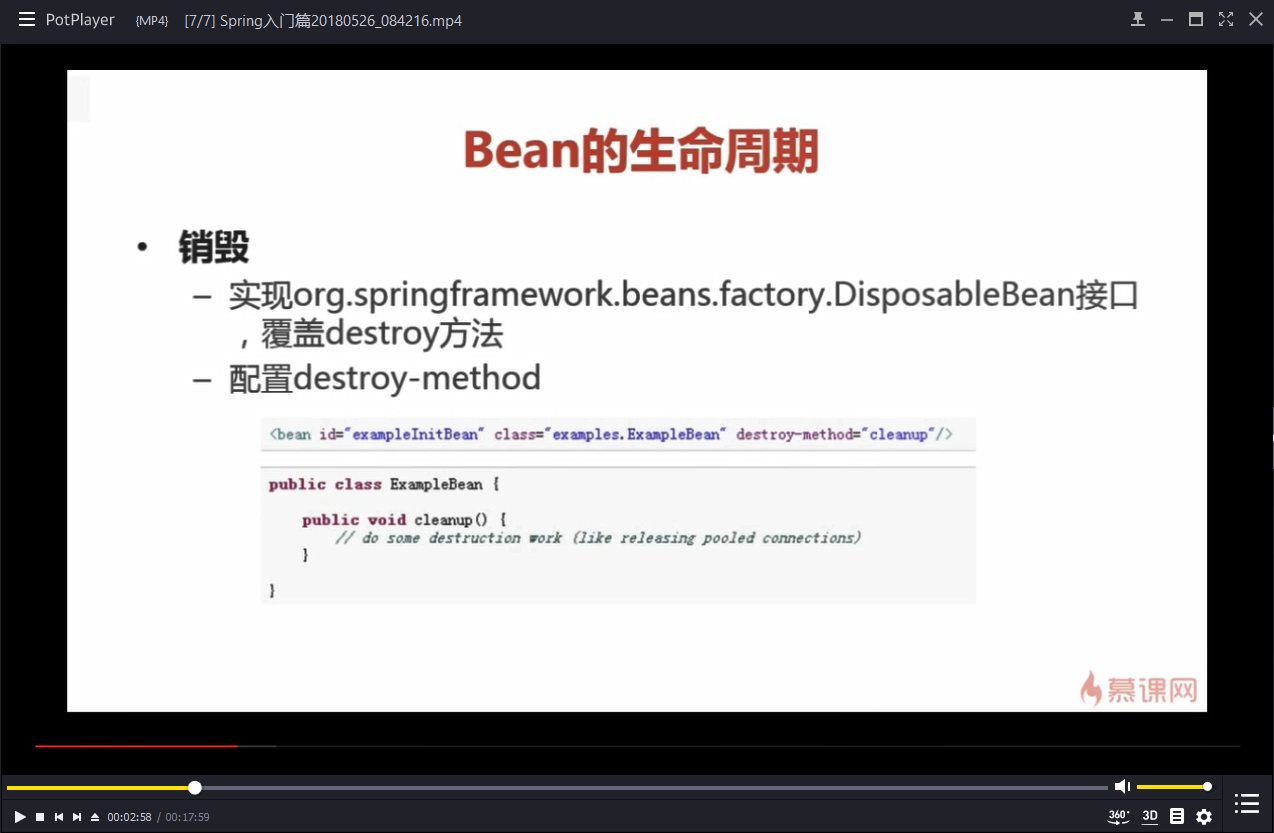 PotPlayer {MP4} [7/7] Spring入门篇20180526_084216.mp4
Bean的生命周期
• 销毁
– 实现org.springframework.beans.factory.DisposableBean接口
，覆盖destroy方法
– 配置destroy-method
<bean id="exampleInitBean" class="examples.ExampleBean" destroy-method="cleanup"/>
public class ExampleBean {
public void cleanup() {
// do some destruction work (like releasing pooled connections)
}
}
慕课网
00:02:58 / 00:17:59
360° 3D